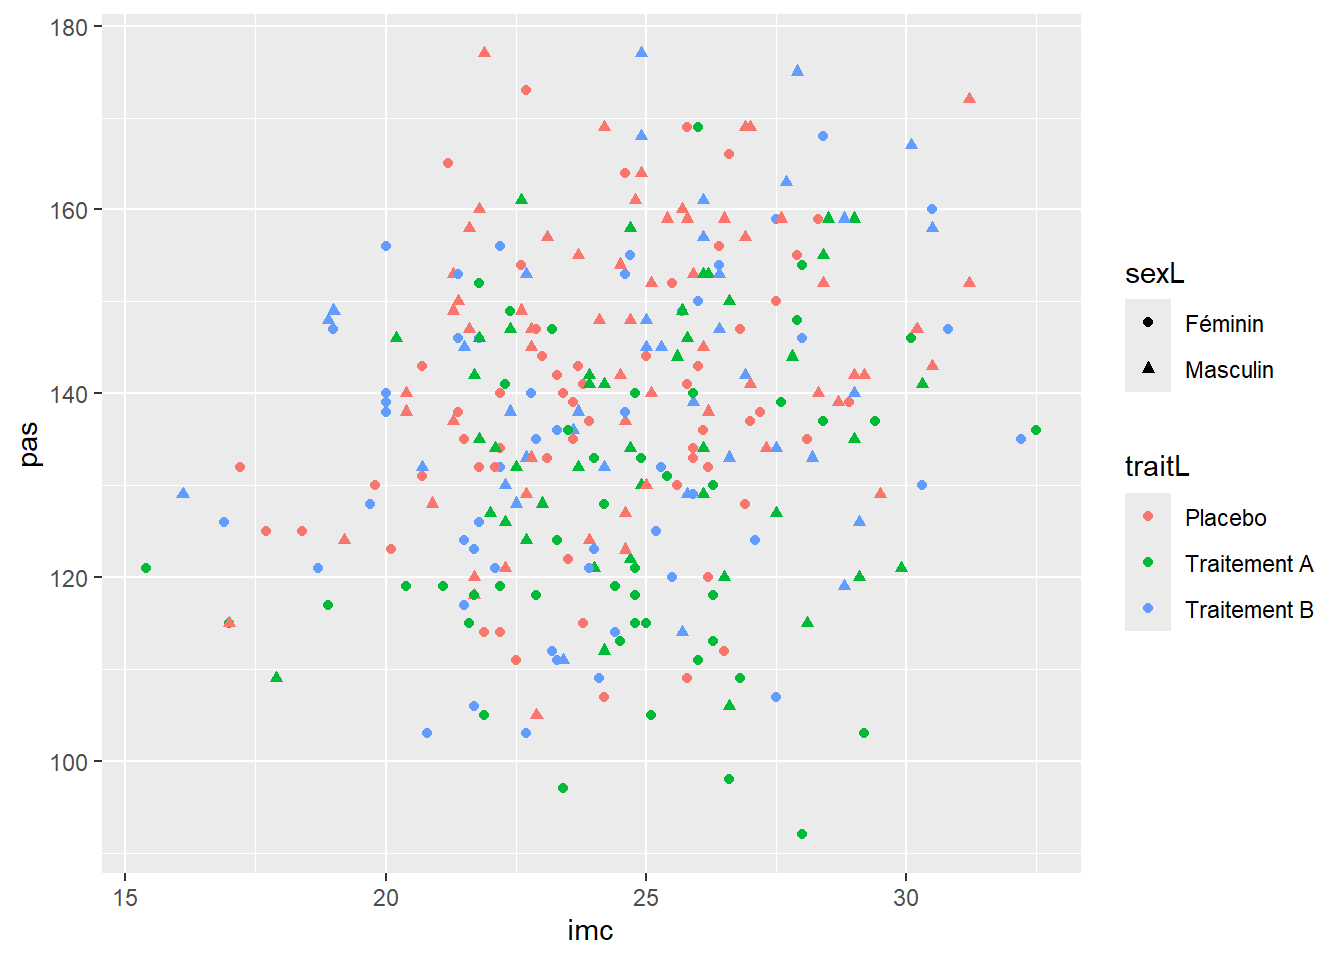 180
160
140
120
100
pas
15
20
25
30
imc
sexL
Féminin
Masculin
traitL
Placebo
Traitement A
Traitement B